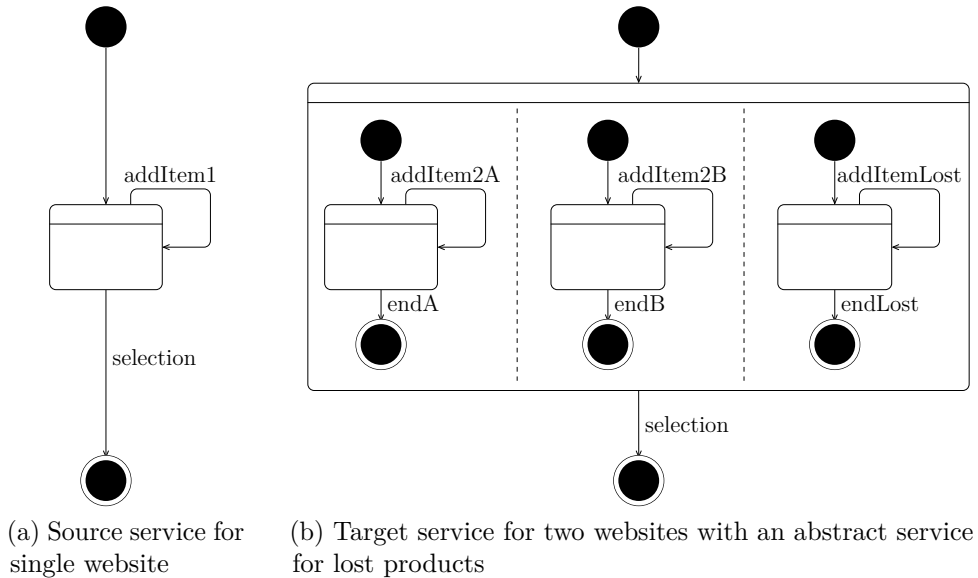 addItem1
selection
addItem2A
addItem2B
addItemLost
endA
endB
endLost
selection
(a) Source service for
single website
(b) Target service for two websites with an abstract service
for lost products